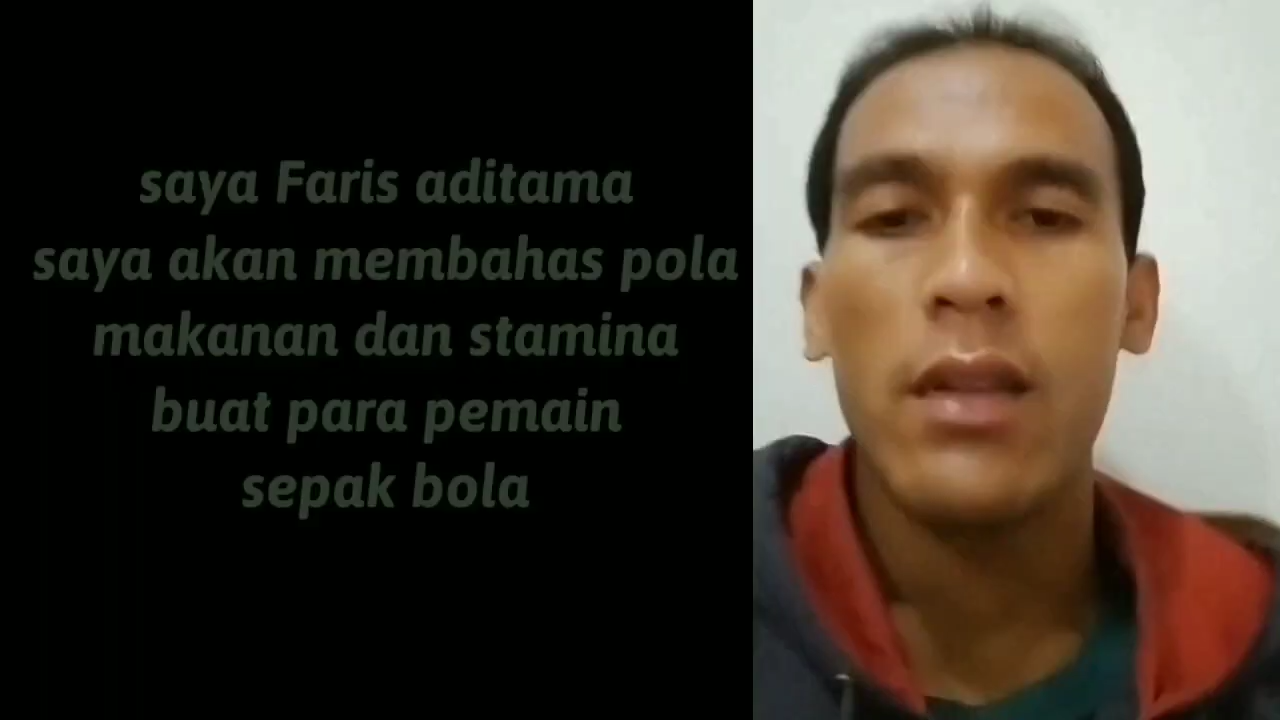 saya Faris aditama
saya akan membahas pola
makanan dan stamina
buat para pemain
sepak bola